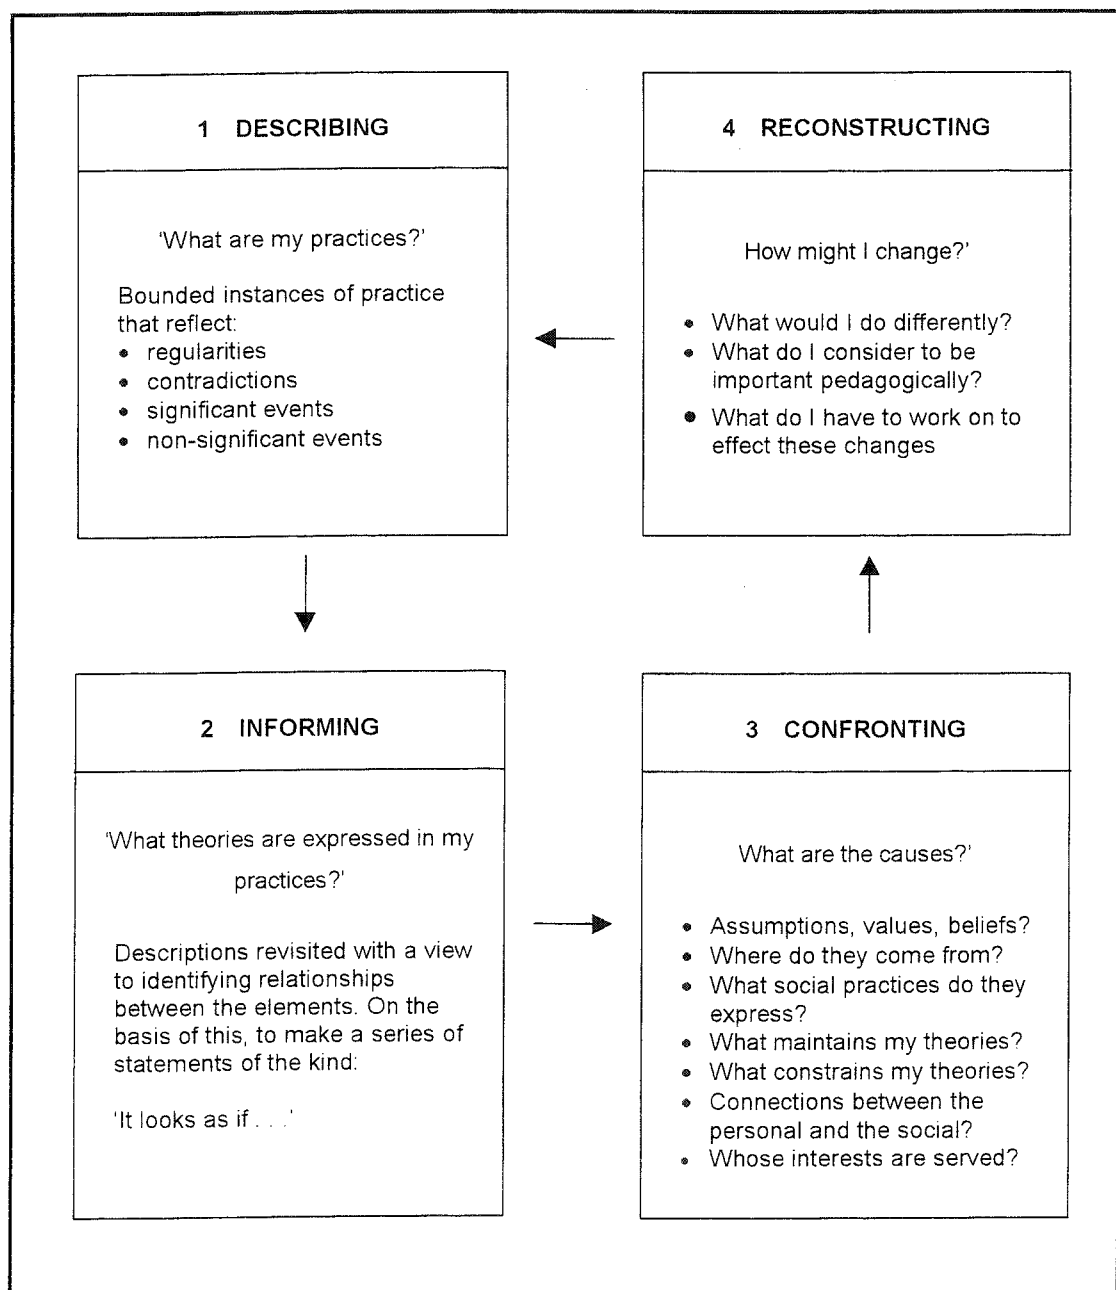 1 DESCRIBING
'What are my practices?'
Bounded instances of practice
that reflect:
• regularities
• contradictions
• significant events
• non-significant events
2 INFORMING
'What theories are expressed in my
practices?'
Descriptions revisited with a view
to identifying relationships
between the elements. On the
basis of this, to make a series of
statements of the kind:
'It looks as if . . .'
3 CONFRONTING
What are the causes?'
• Assumptions, values, beliefs?
• Where do they come from?
• What social practices do they
express?
• What maintains my theories?
• What constrains my theories?
• Connections between the
personal and the social?
• Whose interests are served?
4 RECONSTRUCTING
How might I change?'
• What would I do differently?
• What do I consider to be
important pedagogically?
• What do I have to work on to
effect these changes